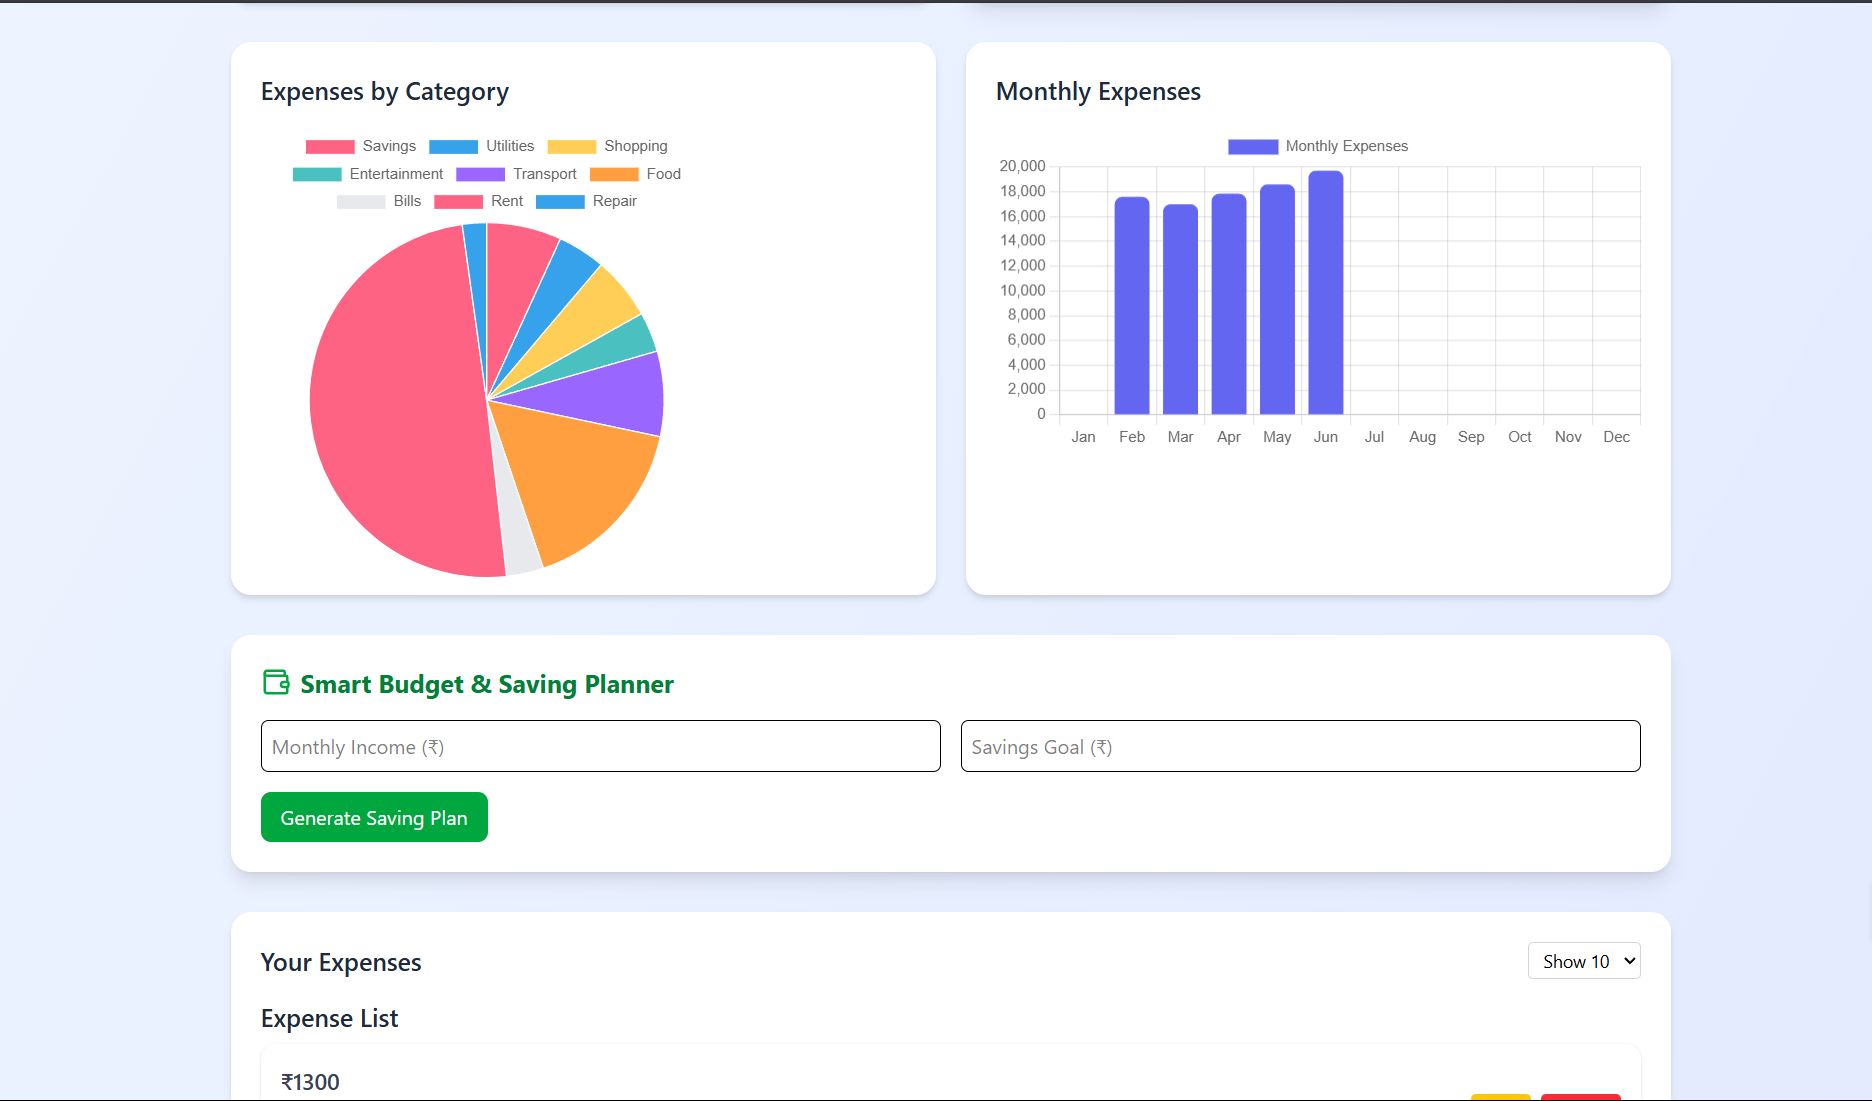 Expenses by Category
Savings Utilities Shopping
Entertainment Transport Food
Bills Rent Repair
Monthly Expenses
Monthly Expenses
20,000
18,000
16,000
14,000
12,000
10,000
8,000
6,000
4,000
2,000
0
Jan Feb Mar Apr May Jun Jul Aug Sep Oct Nov Dec
Smart Budget & Saving Planner
Monthly Income (₹) Savings Goal (₹)
Generate Saving Plan
Your Expenses Show 10
Expense List
₹1300